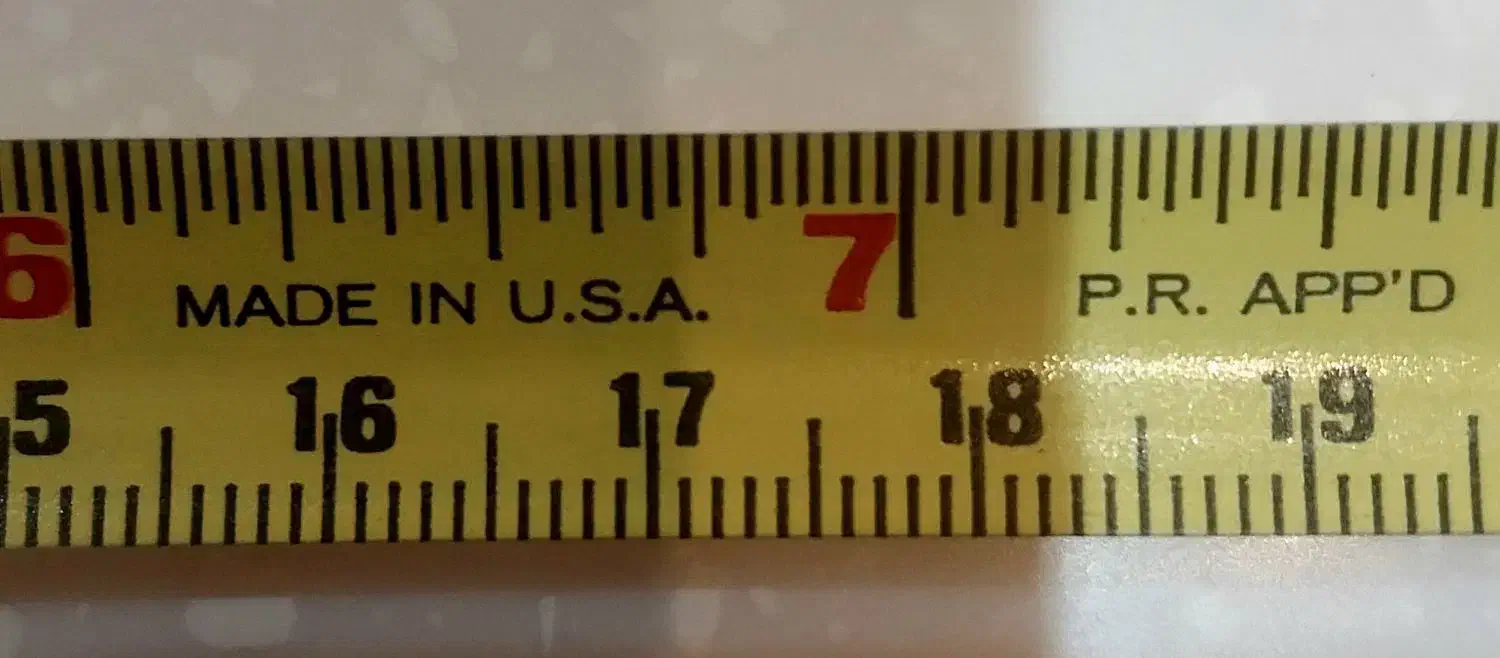 6 7
MADE IN U.S.A. P.R. APP'D
5 16 17 18 19